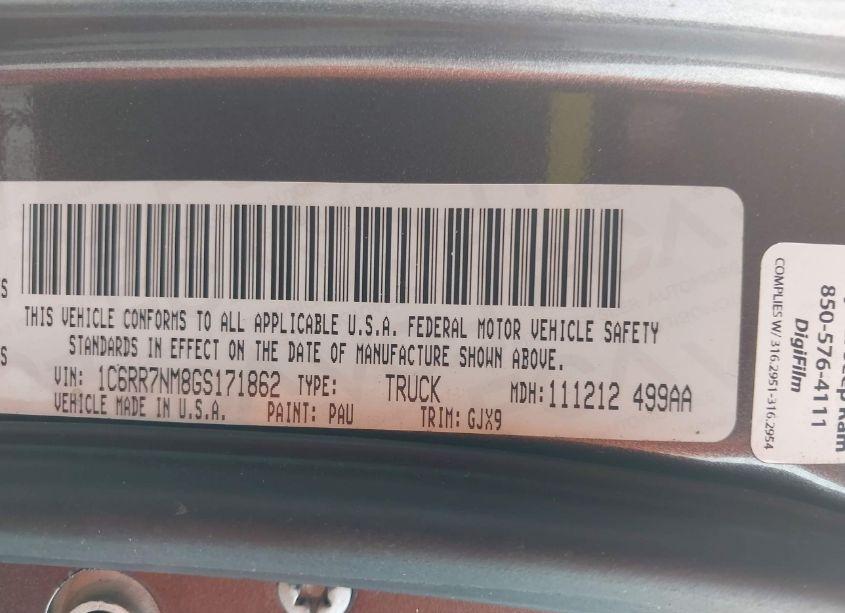 S
S
THIS VEHICLE CONFORMS TO ALL APPLICABLE U.S.A. FEDERAL MOTOR VEHICLE SAFETY
STANDARDS IN EFFECT ON THE DATE OF MANUFACTURE SHOWN ABOVE.
VIN: 1C6RR7NM8GS171862 TYPE: TRUCK MDH: 111212 499AA
VEHICLE MADE IN U.S.A. PAINT: PAU TRIM: GJX9
850-576-4111
DigiFilm
COMPLIES W/ 316.2951-316.2954